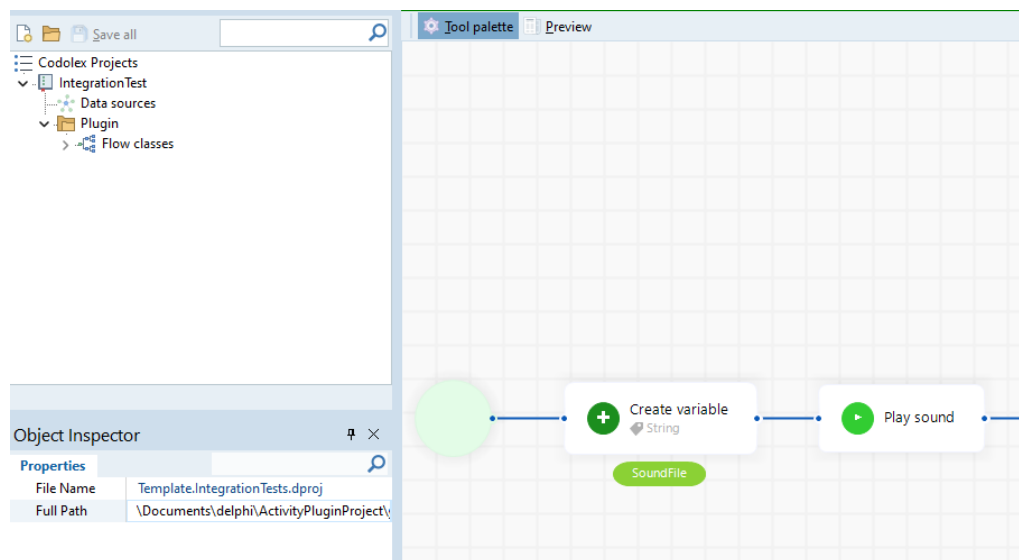 Save all
Tool palette
Preview
Codolex Projects
IntegrationTest
Data sources
Plugin
Flow classes
Create variable
String
SoundFile
Play sound
Object Inspector
Properties
File Name Template.IntegrationTests.dproj
Full Path \Documents\delphi\ActivityPluginProject\